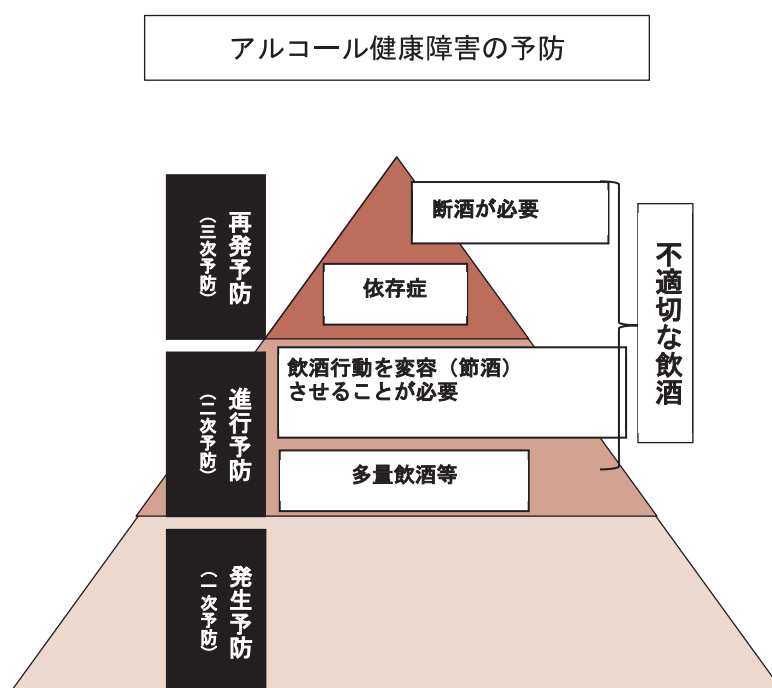 アルコール健康障害の予防
再発予防
（三次予防）
断酒が必要
依存症
不適切な飲酒
進行予防
（二次予防）
飲酒行動を変容（節酒）
させることが必要
多量飲酒等
発生予防
（一次予防）